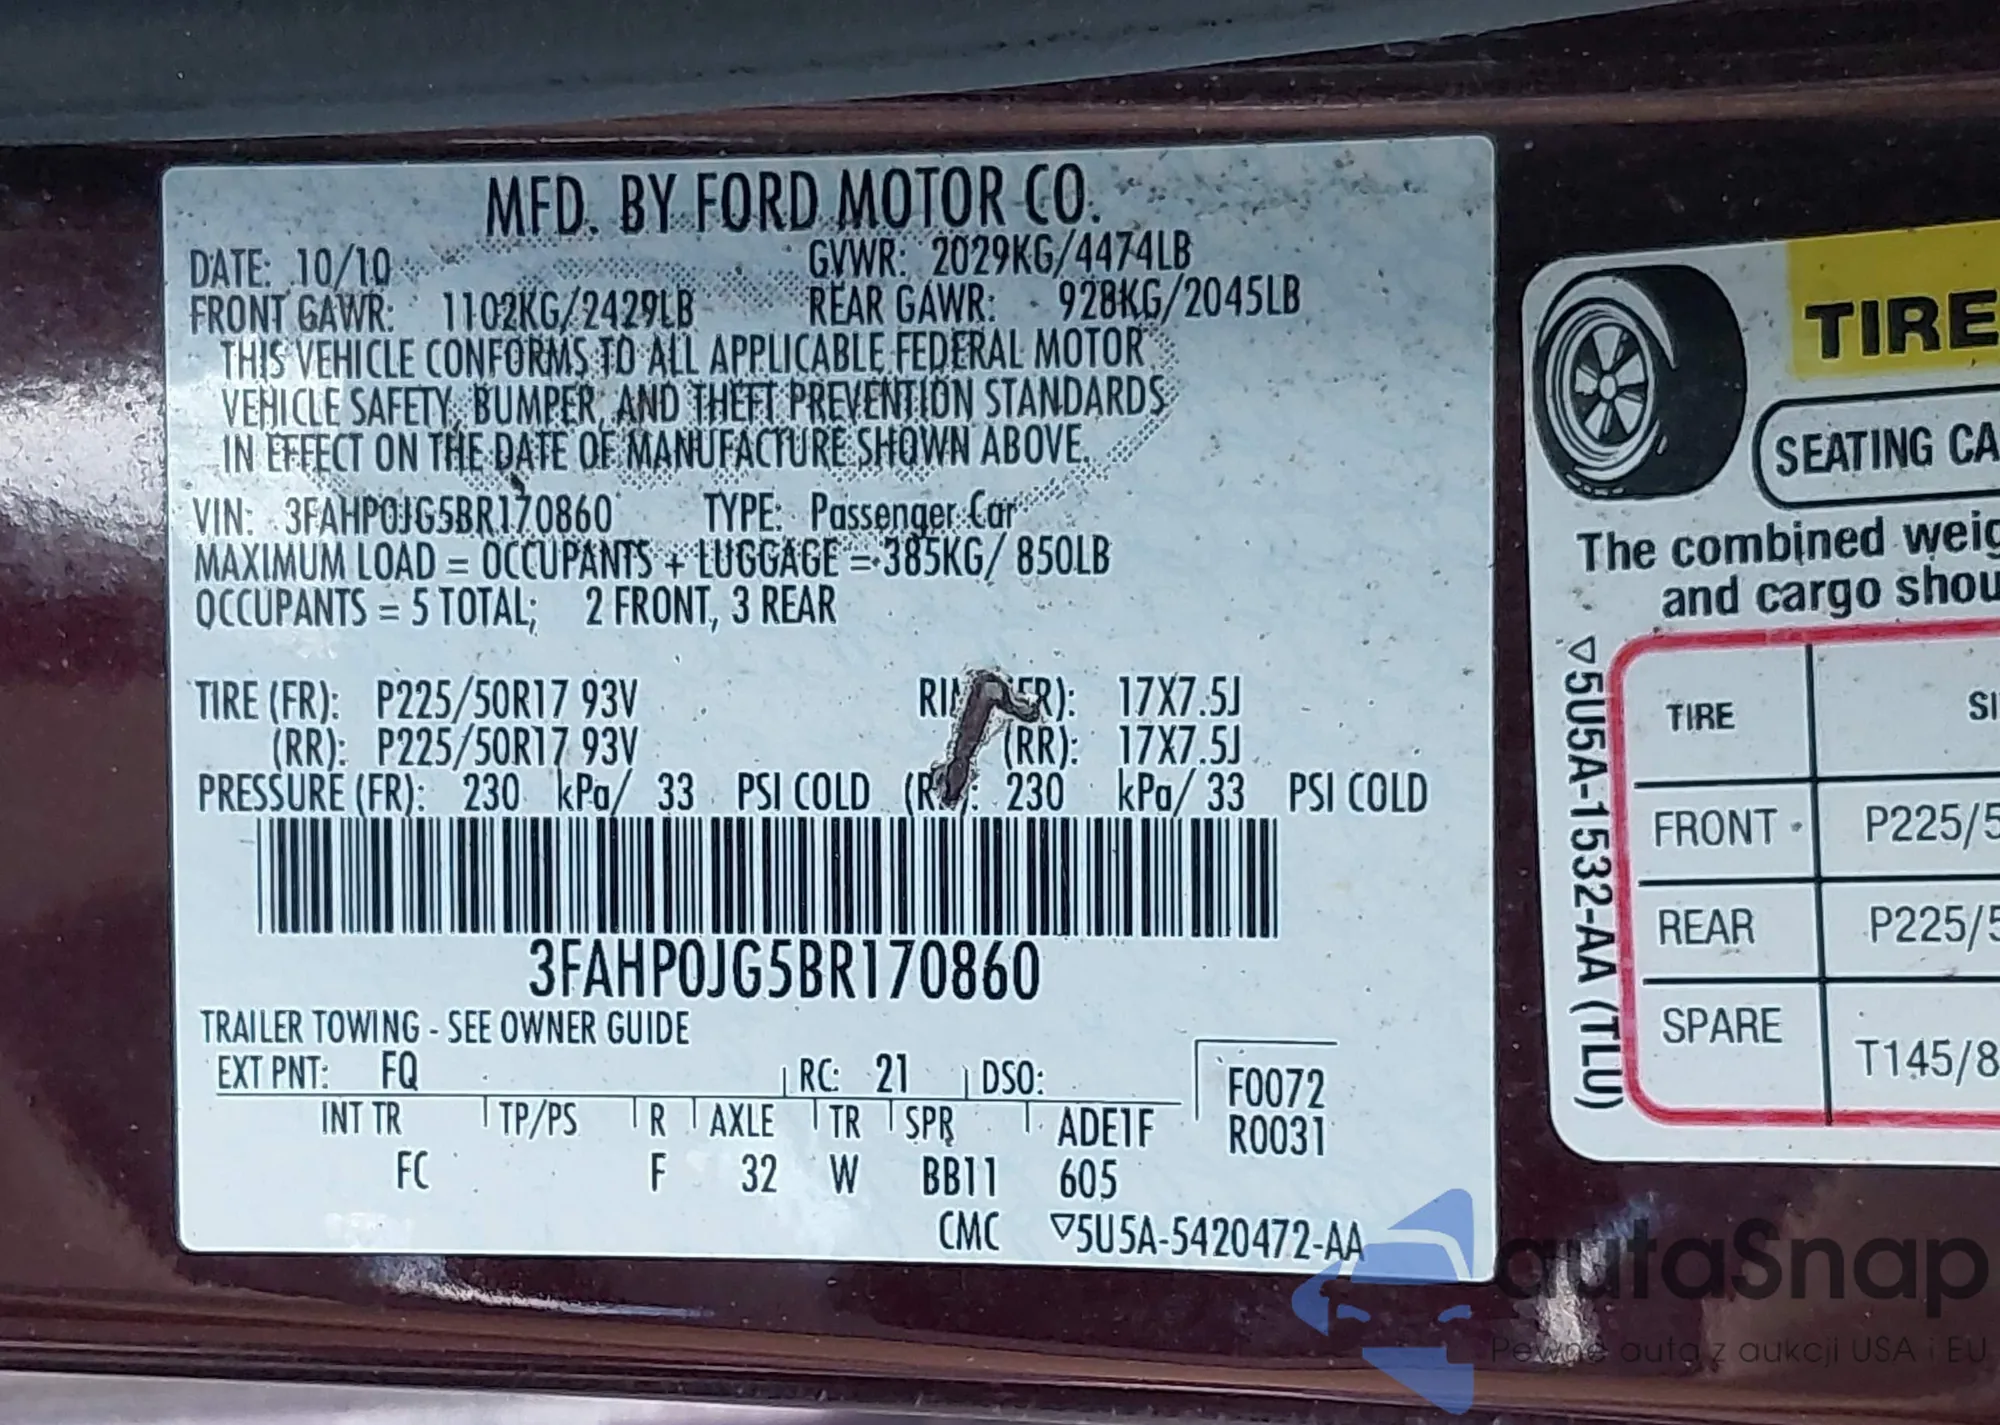 MFD. BY FORD MOTOR CO.
DATE: 10/10 GVWR: 2029KG/4474LB
FRONT GAWR: 1102KG/2429LB REAR GAWR: 928KG/2045LB
THIS VEHICLE CONFORMS TO ALL APPLICABLE FEDERAL MOTOR
VEHICLE SAFETY, BUMPER, AND THEFT PREVENTION STANDARDS
IN EFFECT ON THE DATE OF MANUFACTURE SHOWN ABOVE.
VIN: 3FAHP0JG5BR170860 TYPE: Passenger Car
MAXIMUM LOAD = OCCUPANTS + LUGGAGE = 385KG/ 850LB
OCCUPANTS = 5 TOTAL; 2 FRONT, 3 REAR
TIRE (FR): P225/50R17 93V 17X7.5J
(RR): P225/50R17 93V (RR): 17X7.5J
PRESSURE (FR): 230 kPa/ 33 PSI COLD 230 kPa/ 33 PSI COLD
3FAHP0JG5BR170860
TRAILER TOWING - SEE OWNER GUIDE
EXT PNT: FQ RC: 21 DSO:
F0072
R0031
INT TR TP/PS R AXLE TR SPR ADE1F
FC F 32 W BB11 605
CMC ▽5U5A-5420472-AA
TIRE
SEATING CA
The combined weig
and cargo shou
▽5U5A-1532-AA (TLU)
TIRE SI
FRONT P225/5
REAR P225/5
SPARE T145/8
autaSnap
Pewne auta z aukcji USA i EU